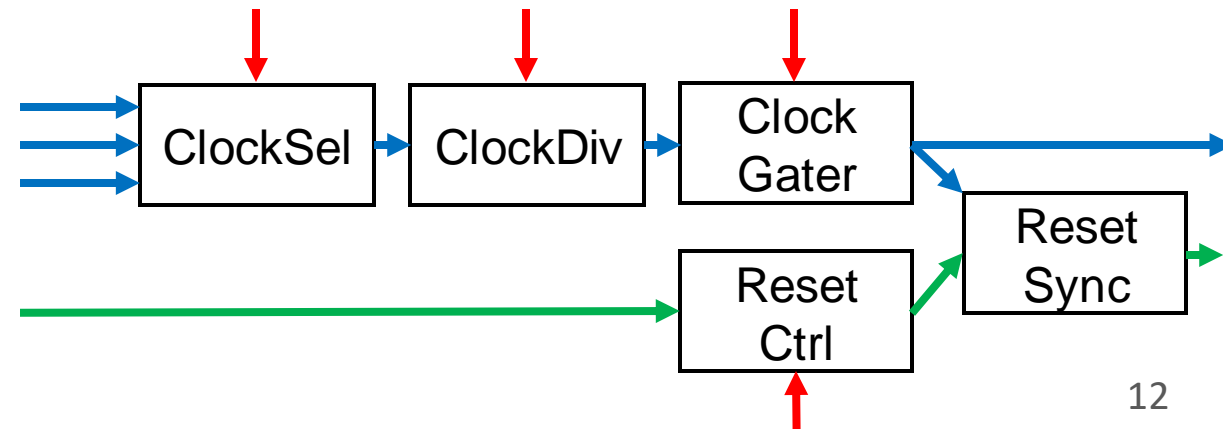 ClockSel
ClockDiv
Clock
Gater
Reset
Sync
Reset
Ctrl
12